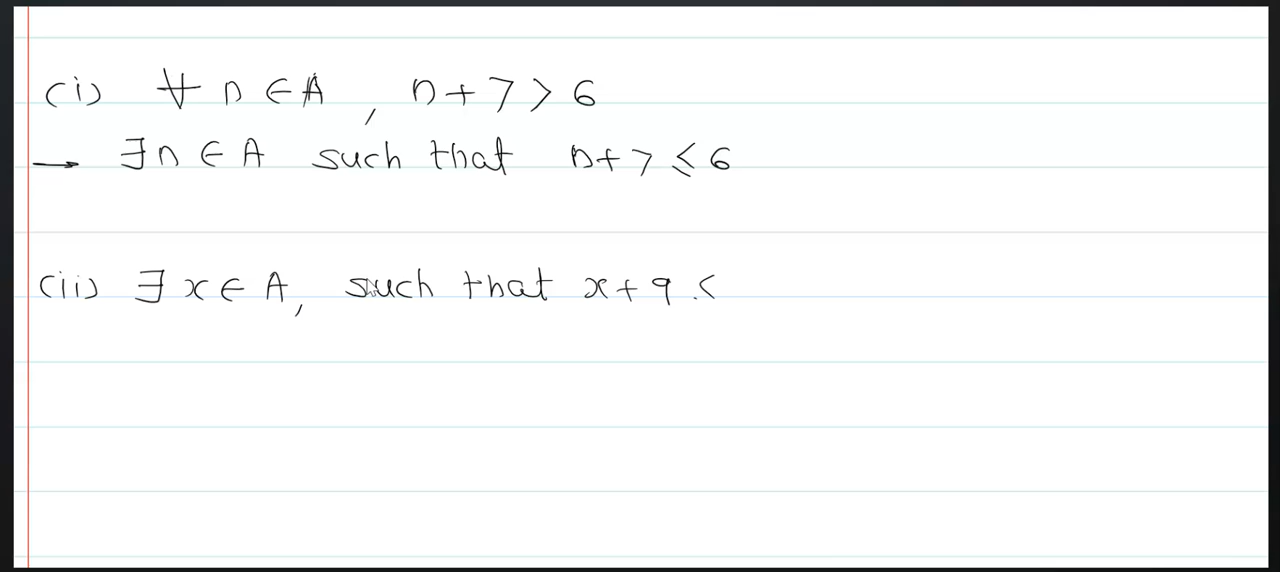 (i) ∀ n ∈ A, n + 7 > 6
→ ∃ n ∈ A such that n + 7 ≤ 6
(ii) ∃ x ∈ A, such that x + 9 <